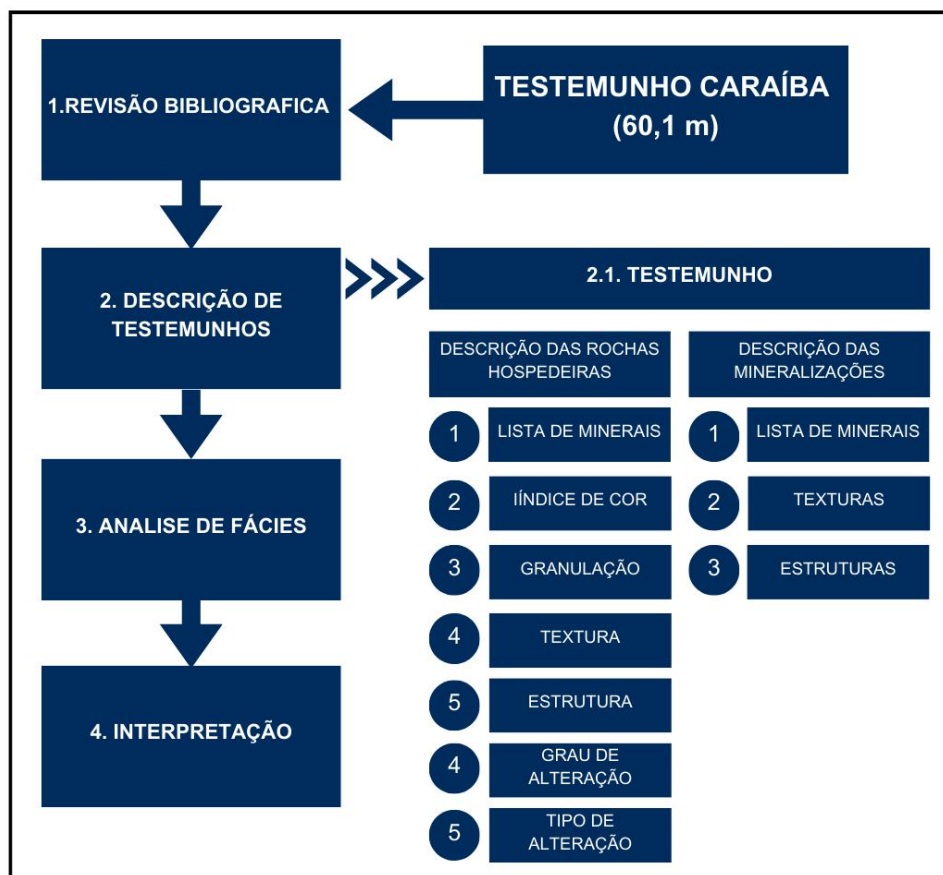 1.REVISÃO BIBLIOGRAFICA
TESTEMUNHO CARAÍBA
(60,1 m)
2. DESCRIÇÃO DE
TESTEMUNHOS
2.1. TESTEMUNHO
DESCRIÇÃO DAS ROCHAS
HOSPEDEIRAS
1 LISTA DE MINERAIS
2 IÍNDICE DE COR
3 GRANULAÇÃO
4 TEXTURA
5 ESTRUTURA
4 GRAU DE
ALTERAÇÃO
5 TIPO DE
ALTERAÇÃO
DESCRIÇÃO DAS
MINERALIZAÇÕES
1 LISTA DE MINERAIS
2 TEXTURAS
3 ESTRUTURAS
3. ANALISE DE FÁCIES
4. INTERPRETAÇÃO